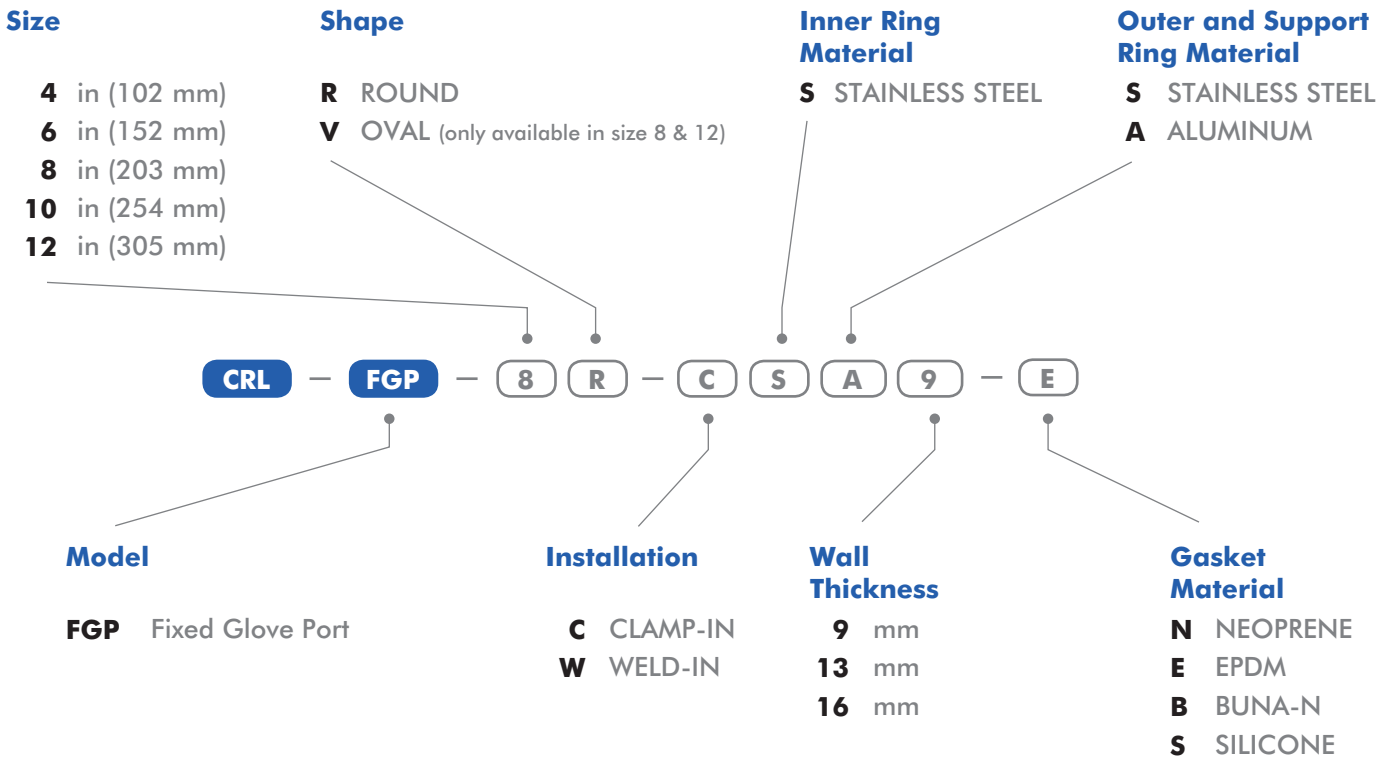 Size
4 in (102 mm)
6 in (152 mm)
8 in (203 mm)
10 in (254 mm)
12 in (305 mm)
Shape
R ROUND
V OVAL (only available in size 8 & 12)
Inner Ring
Material
S STAINLESS STEEL
Outer and Support
Ring Material
S STAINLESS STEEL
A ALUMINUM
CRL – FGP – 8 R – C S A 9 – E
Model
FGP Fixed Glove Port
Installation
C CLAMP-IN
W WELD-IN
Wall
Thickness
9 mm
13 mm
16 mm
Gasket
Material
N NEOPRENE
E EPDM
B BUNA-N
S SILICONE